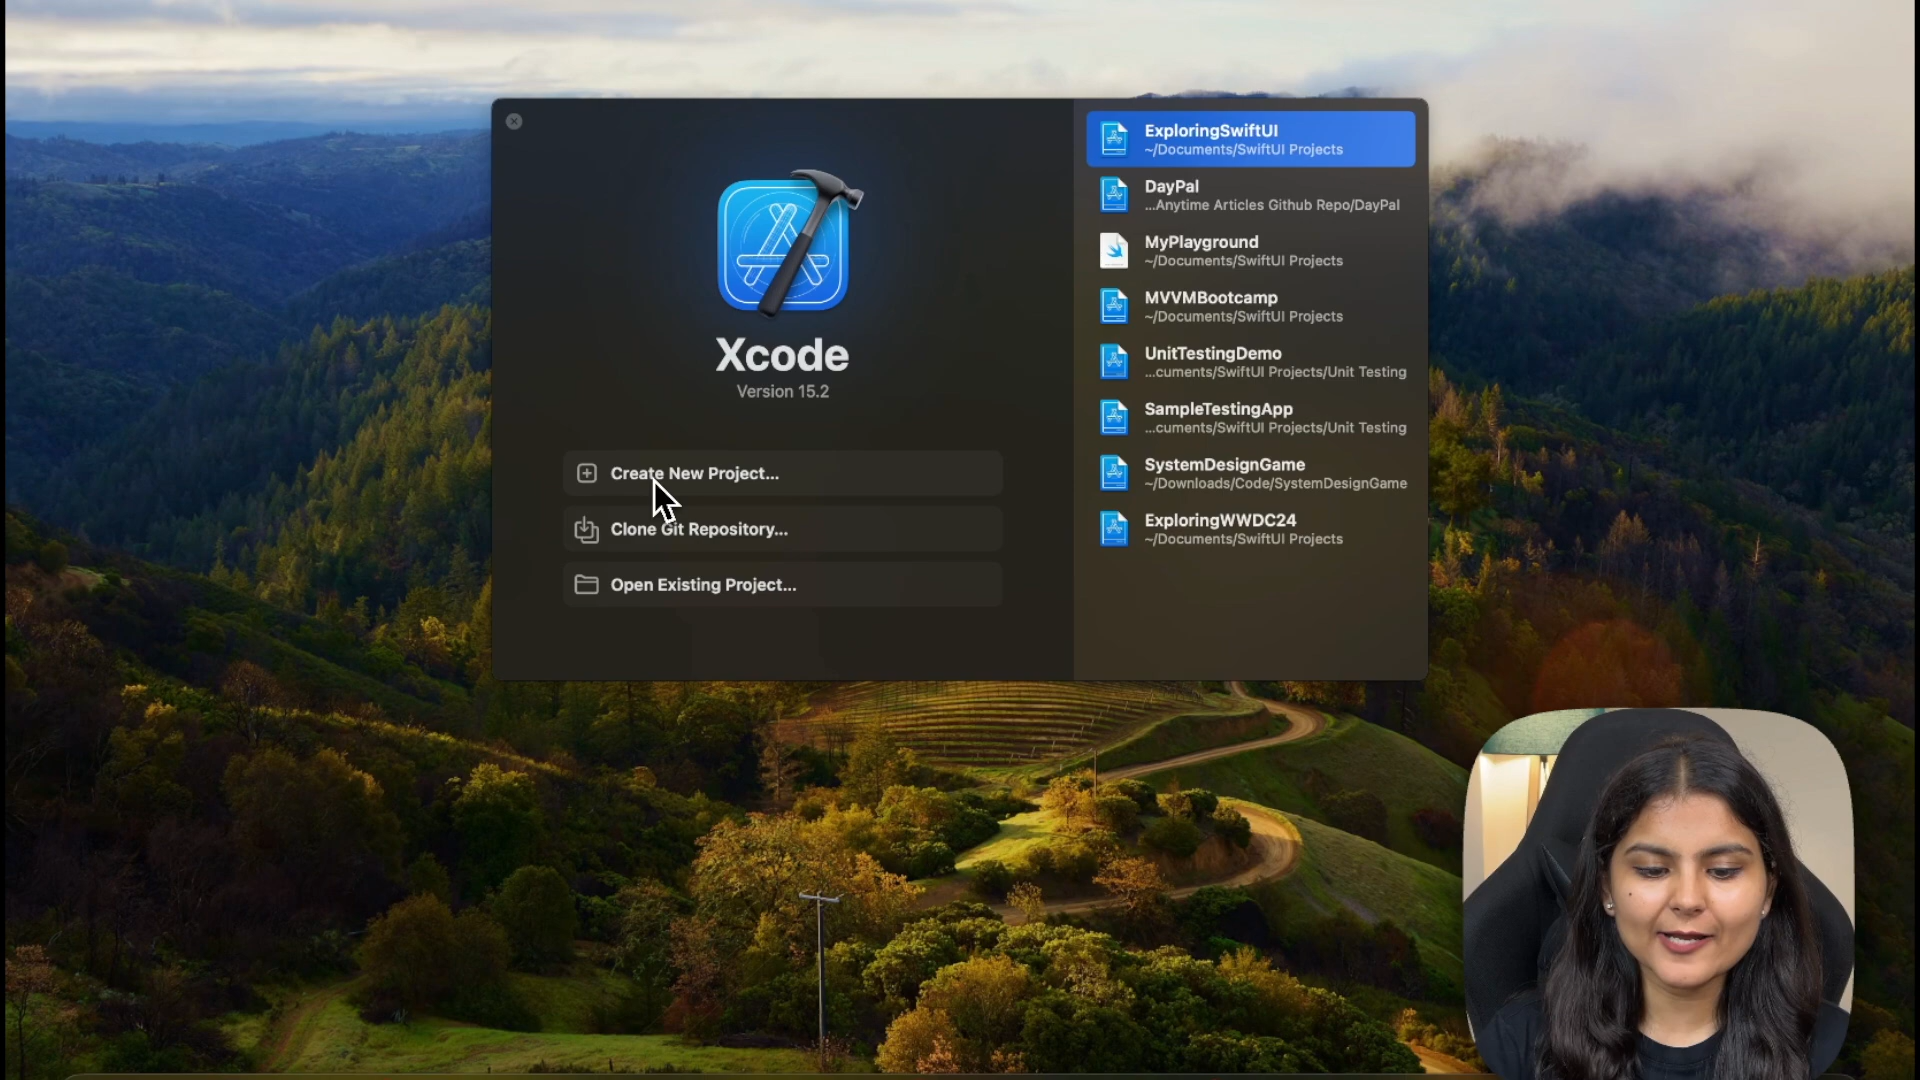 Xcode
Version 15.2
Create New Project...
Clone Git Repository...
Open Existing Project...
ExploringSwiftUI
~/Documents/SwiftUI Projects
DayPal
...Anytime Articles Github Repo/DayPal
MyPlayground
~/Documents/SwiftUI Projects
MVVMBootcamp
~/Documents/SwiftUI Projects
UnitTestingDemo
...cuments/SwiftUI Projects/Unit Testing
SampleTestingApp
...cuments/SwiftUI Projects/Unit Testing
SystemDesignGame
~/Downloads/Code/SystemDesignGame
ExploringWWDC24
~/Documents/SwiftUI Projects